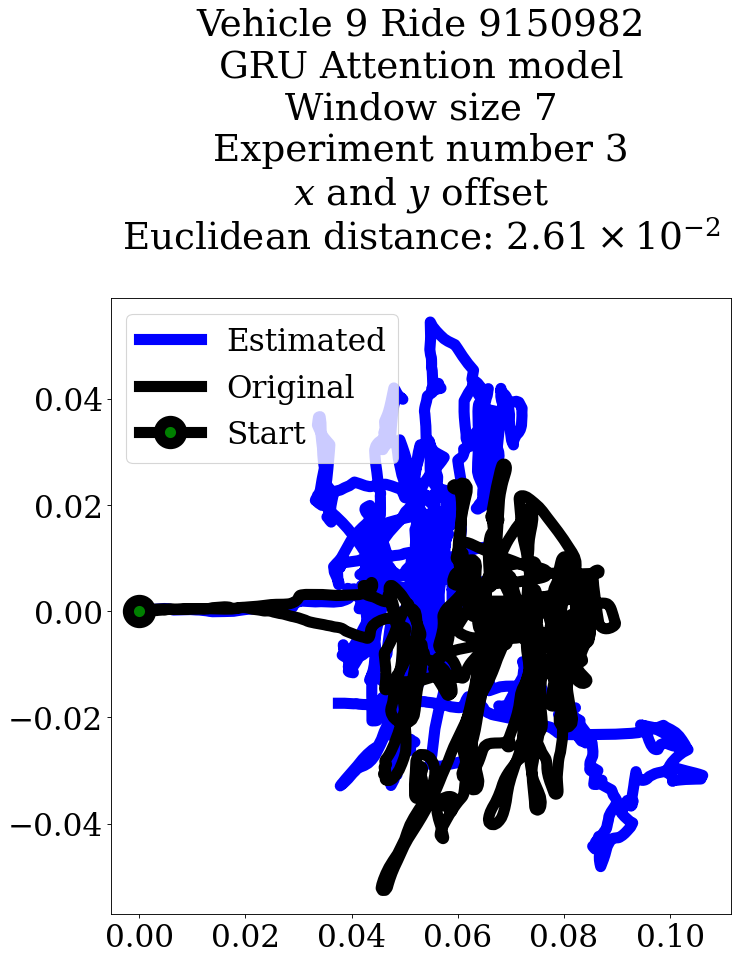 Vehicle 9 Ride 9150982
GRU Attention model
Window size 7
Experiment number 3
x and y offset
Euclidean distance: 2.61 × 10⁻²
Estimated
Original
Start
0.04
0.02
0.00
−0.02
−0.04
0.00 0.02 0.04 0.06 0.08 0.10